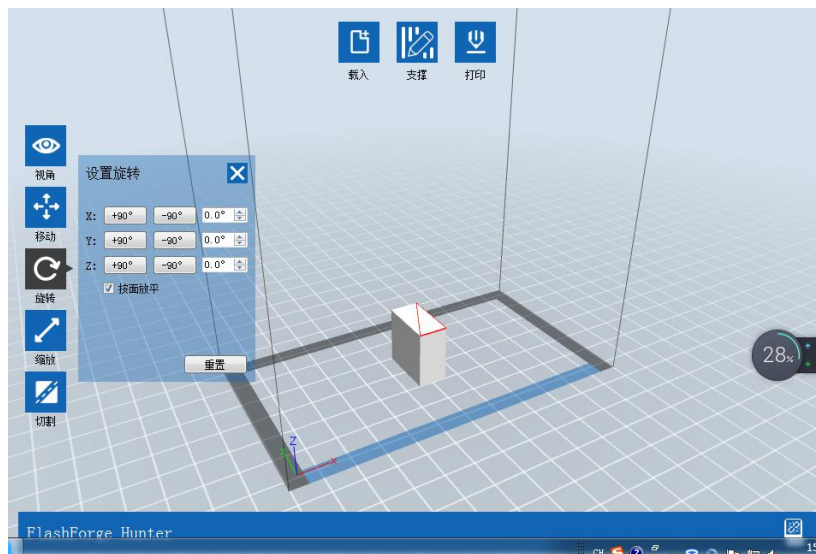 载入 支撑 打印
视角
设置旋转
移动
X: +90° -90° 0.0°
Y: +90° -90° 0.0°
Z: +90° -90° 0.0°
旋转
按面放平
缩放
重置
28%
切割
Z
X
FlashForge Hunter
CH